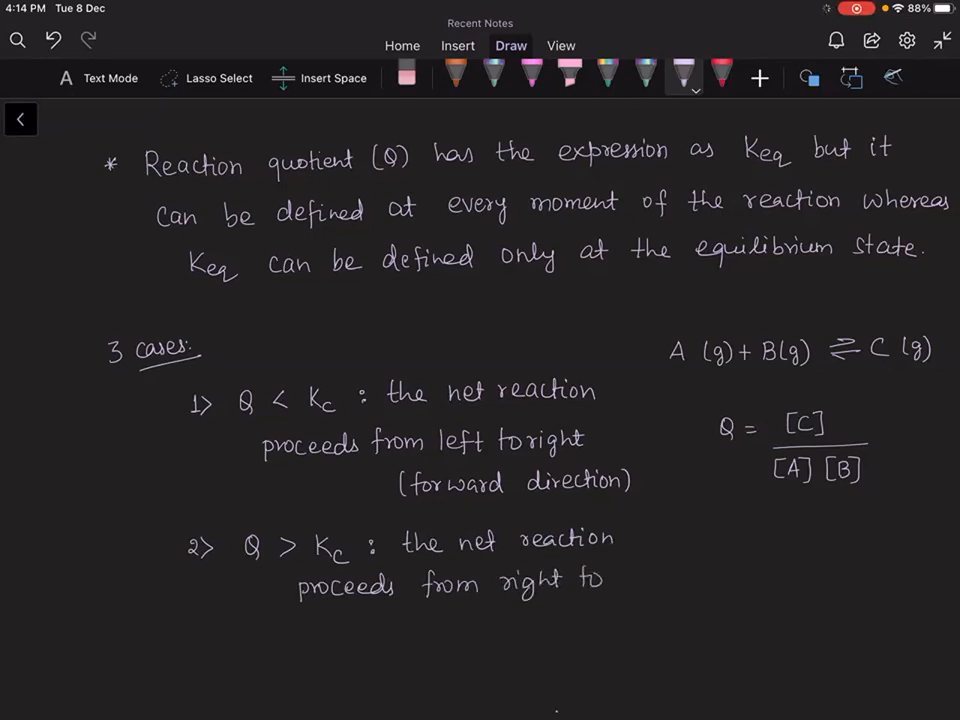 4:14 PM Tue 8 Dec
88%
Recent Notes
Home Insert Draw View
Text Mode Lasso Select Insert Space
* Reaction quotient (Q) has the expression as Keq but it
can be defined at every moment of the reaction whereas
Keq can be defined only at the equilibrium state.
3 cases:
A (g) + B(g) ⇌ C (g)
1> Q < Kc : the net reaction
proceeds from left to right
(forward direction)
Q = [C]
[A] [B]
2> Q > Kc : the net reaction
proceeds from right to